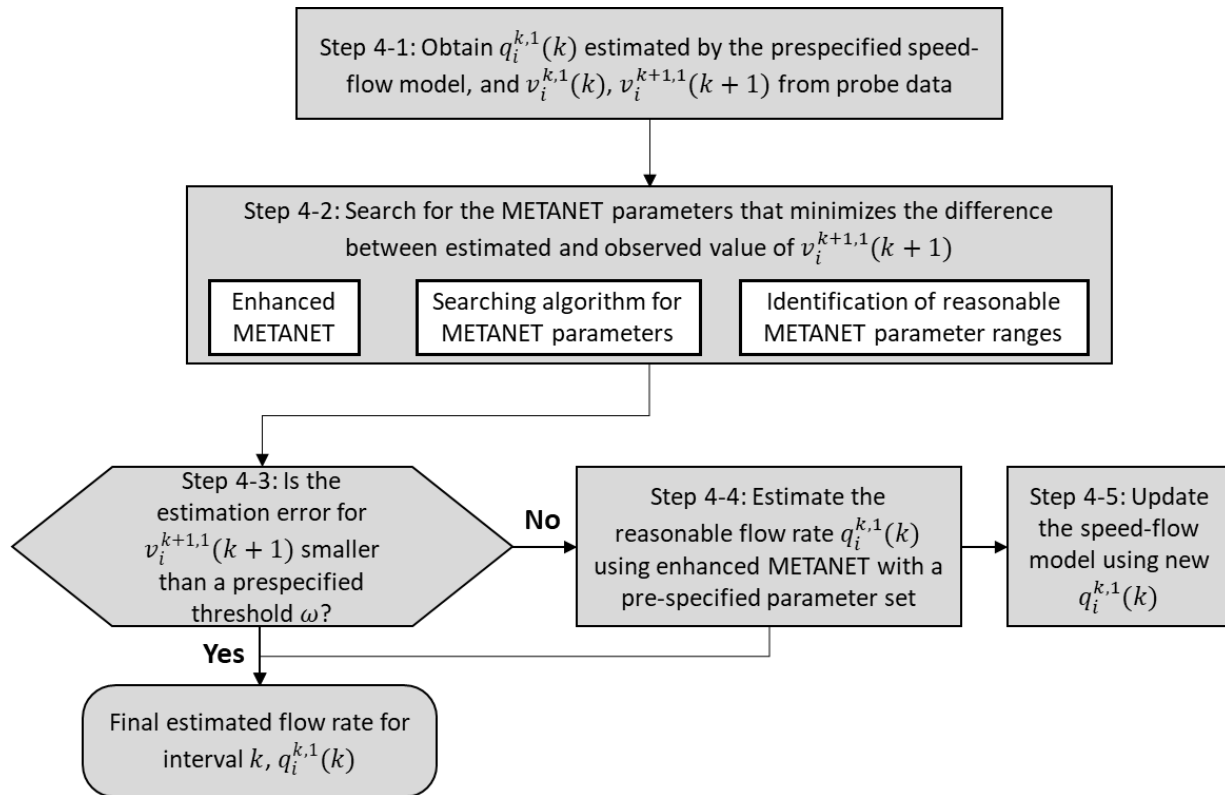 Step 4-1: Obtain $q_i^{k,1}(k)$ estimated by the prespecified speed-
flow model, and $v_i^{k,1}(k)$, $v_i^{k+1,1}(k+1)$ from probe data
Step 4-2: Search for the METANET parameters that minimizes the difference
between estimated and observed value of $v_i^{k+1,1}(k+1)$
Enhanced
METANET
Searching algorithm for
METANET parameters
Identification of reasonable
METANET parameter ranges
Step 4-3: Is the
estimation error for
$v_i^{k+1,1}(k+1)$ smaller
than a prespecified
threshold $\omega$?
No
Step 4-4: Estimate the
reasonable flow rate $q_i^{k,1}(k)$
using enhanced METANET with a
pre-specified parameter set
Step 4-5: Update
the speed-flow
model using new
$q_i^{k,1}(k)$
Yes
Final estimated flow rate for
interval $k$, $q_i^{k,1}(k)$